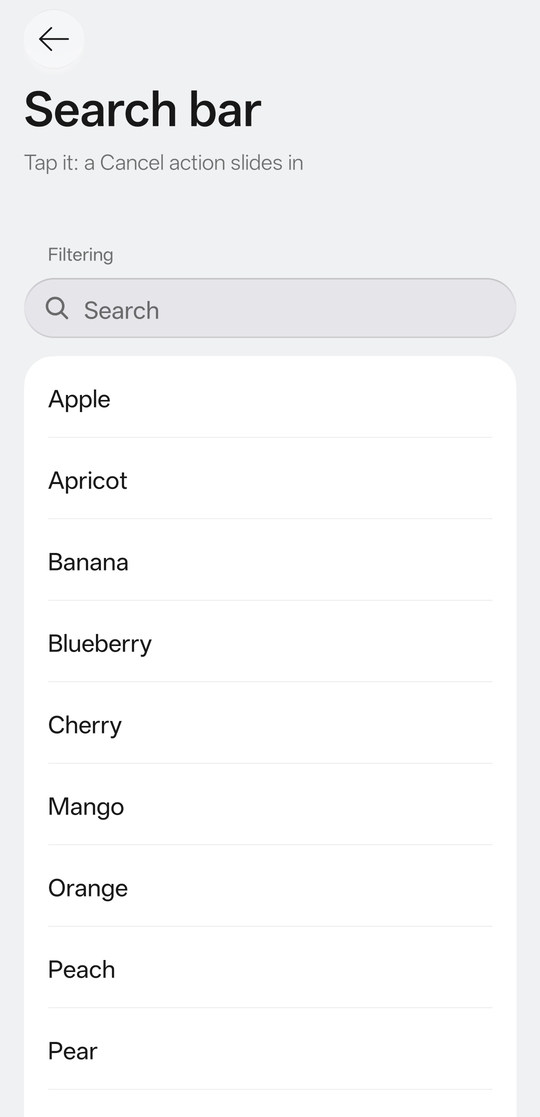 Search bar
Tap it: a Cancel action slides in
Filtering
Search
Apple
Apricot
Banana
Blueberry
Cherry
Mango
Orange
Peach
Pear